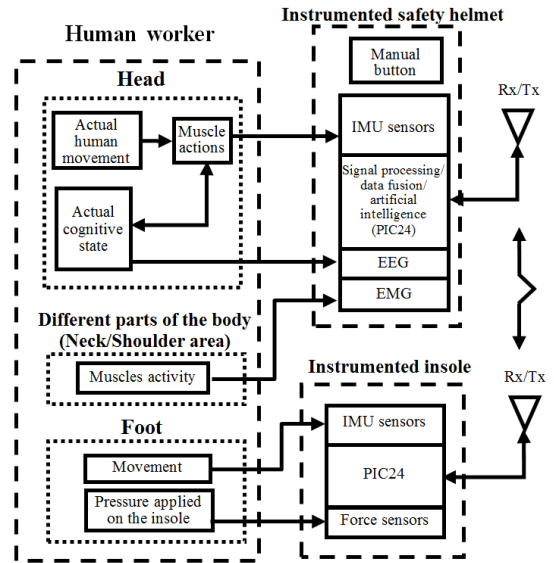 Human worker
Head
Actual
human
movement
Muscle
actions
Actual
cognitive
state
Different parts of the body
(Neck/Shoulder area)
Muscles activity
Foot
Movement
Pressure applied
on the insole
Instrumented safety helmet
Manual
button
IMU sensors
Signal processing/
data fusion/
artificial
intelligence
(PIC24)
EEG
EMG
Rx/Tx
Instrumented insole
IMU sensors
PIC24
Force sensors
Rx/Tx